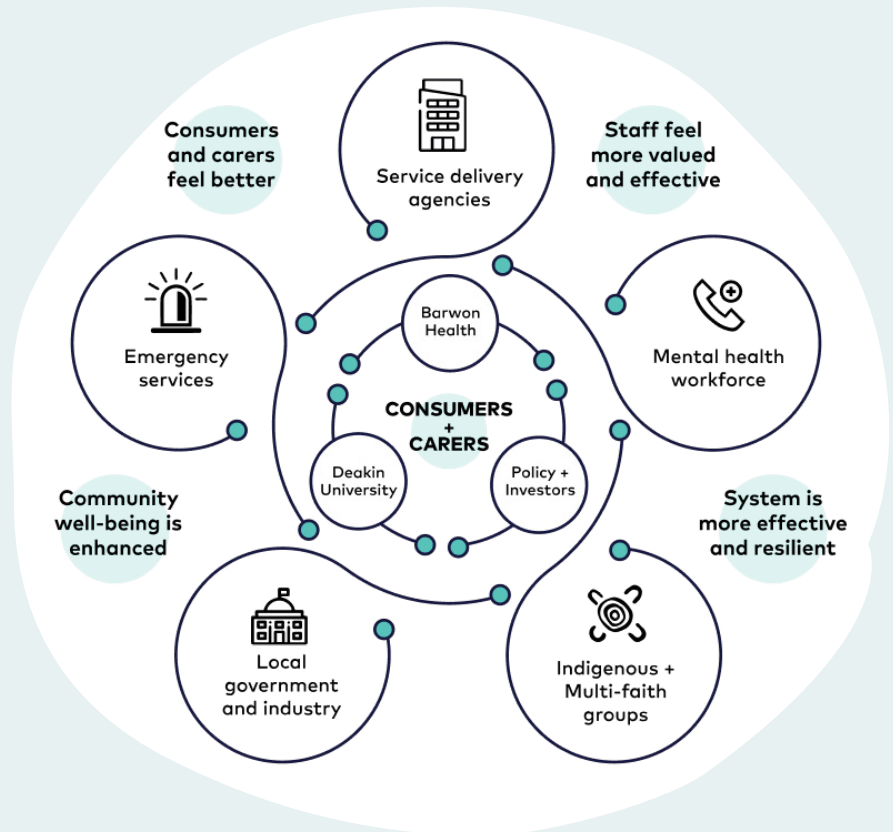 Consumers
and carers
feel better
Service delivery
agencies
Staff feel
more valued
and effective
Emergency
services
Barwon
Health
Mental health
workforce
CONSUMERS
+
CARERS
Deakin
University
Policy +
Investors
Community
well-being is
enhanced
System is
more effective
and resilient
Local
government
and industry
Indigenous +
Multi-faith
groups